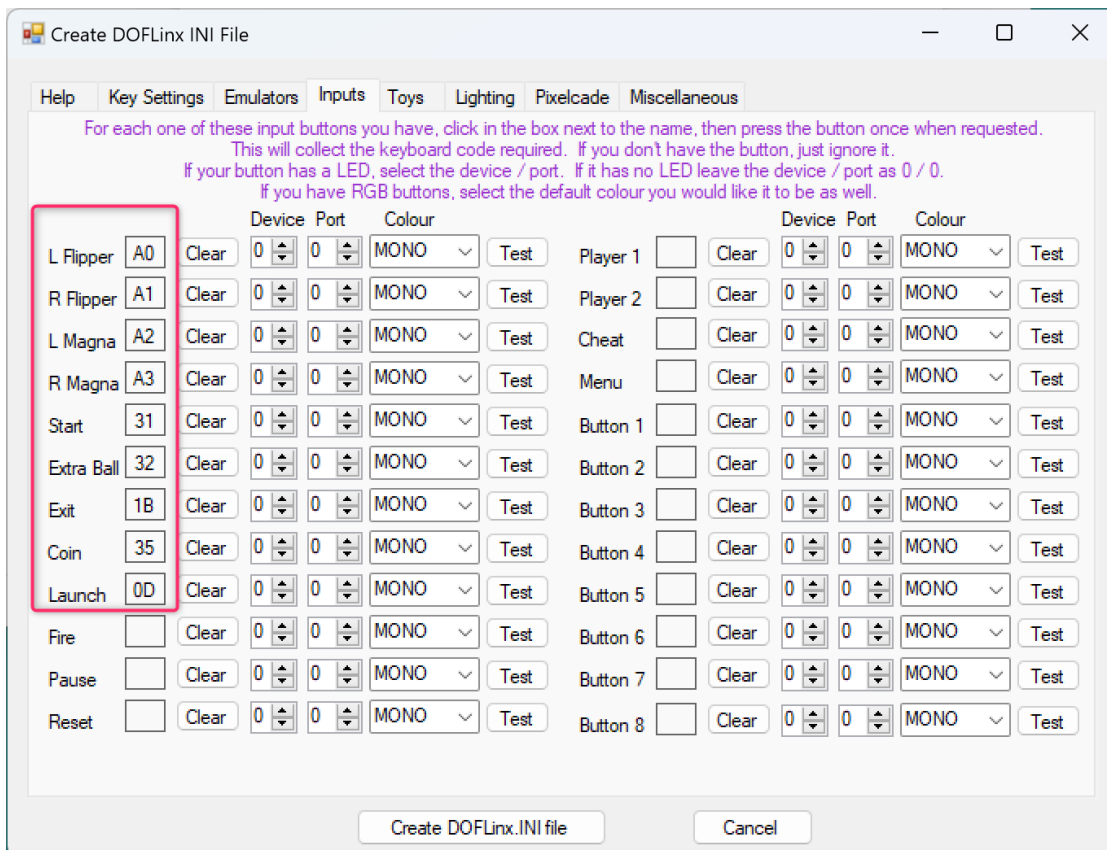 Create DOFLinx INI File
Help Key Settings Emulators Inputs Toys Lighting Pixelcade Miscellaneous
For each one of these input buttons you have, click in the box next to the name, then press the button once when requested.
This will collect the keyboard code required. If you don't have the button, just ignore it.
If your button has a LED, select the device / port. If it has no LED leave the device / port as 0 / 0.
If you have RGB buttons, select the default colour you would like it to be as well.
Device Port Colour Device Port Colour
L Flipper A0 Clear 0 0 MONO Test Player 1 Clear 0 0 MONO Test
R Flipper A1 Clear 0 0 MONO Test Player 2 Clear 0 0 MONO Test
L Magna A2 Clear 0 0 MONO Test Cheat Clear 0 0 MONO Test
R Magna A3 Clear 0 0 MONO Test Menu Clear 0 0 MONO Test
Start 31 Clear 0 0 MONO Test Button 1 Clear 0 0 MONO Test
Extra Ball 32 Clear 0 0 MONO Test Button 2 Clear 0 0 MONO Test
Exit 1B Clear 0 0 MONO Test Button 3 Clear 0 0 MONO Test
Coin 35 Clear 0 0 MONO Test Button 4 Clear 0 0 MONO Test
Launch 0D Clear 0 0 MONO Test Button 5 Clear 0 0 MONO Test
Fire Clear 0 0 MONO Test Button 6 Clear 0 0 MONO Test
Pause Clear 0 0 MONO Test Button 7 Clear 0 0 MONO Test
Reset Clear 0 0 MONO Test Button 8 Clear 0 0 MONO Test
Create DOFLinx.INI file Cancel